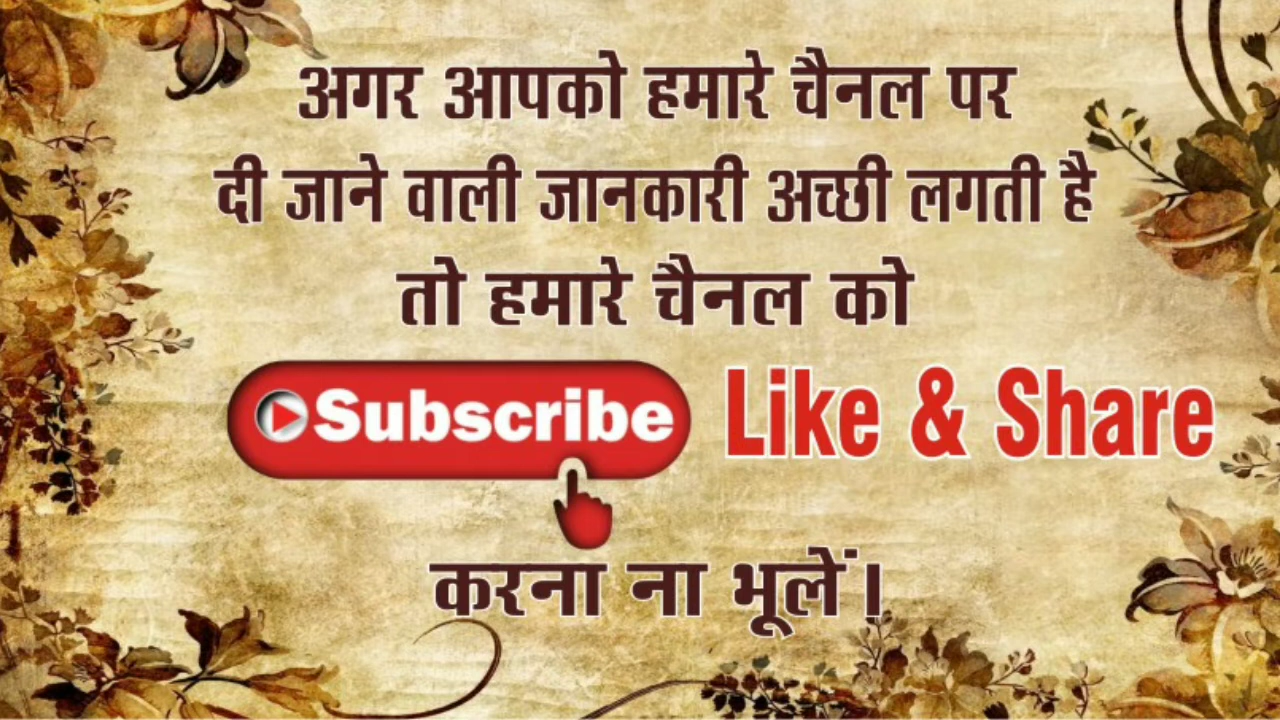 अगर आपको हमारे चैनल पर
दी जाने वाली जानकारी अच्छी लगती है
तो हमारे चैनल को
Subscribe Like & Share
करना ना भूलें।